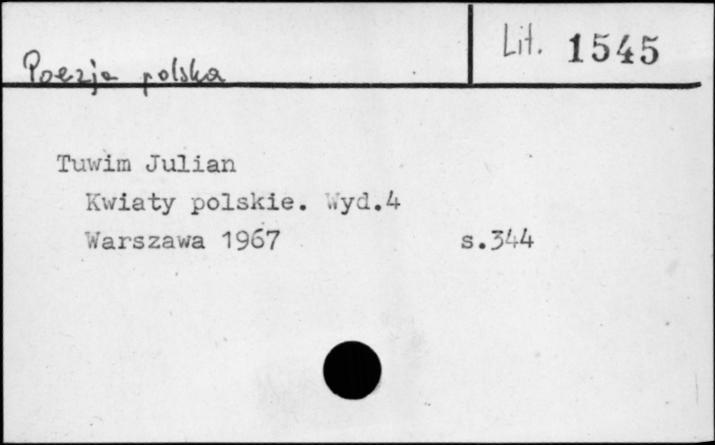 Lit. 1545
Poezja polska
Tuwim Julian
Kwiaty polskie. Wyd.4
Warszawa 1967 s.344